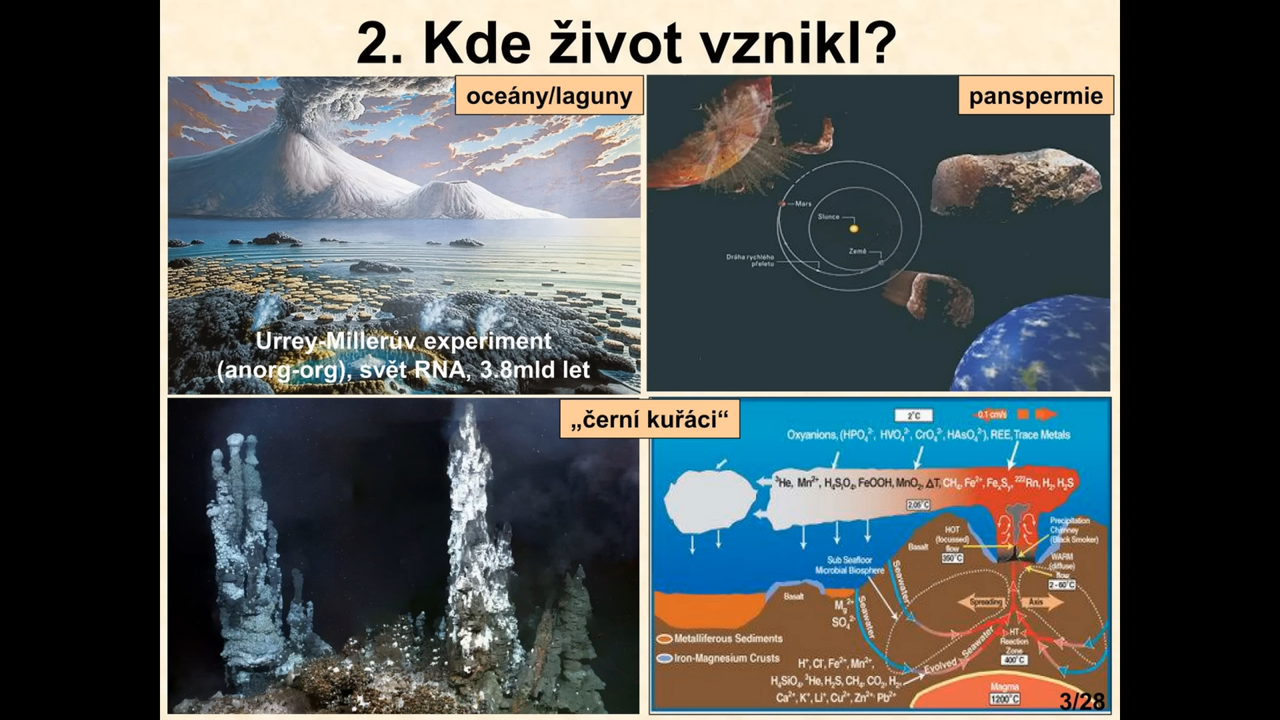 2. Kde život vznikl?
oceány/laguny
panspermie
Urrey-Millerův experiment
(anorg-org), svět RNA, 3.8mld let
Mars
Slunce
Země
Dráha rychlého
přeletu
„černí kuřáci“
2°C
0.1 cm/s
Oxyanions, (HPO₄²⁻, HVO₄²⁻, CrO₄²⁻, HAsO₄²⁻), REE, Trace Metals
³He, Mn²⁺, H₄SiO₄, FeOOH, MnO₂, ΔT, CH₄, Fe²⁺, FeₓSᵧ, ²²²Rn, H₂, H₂S
2.05°C
HOT
(focussed)
flow
350°C
Basalt
Precipitation
Chimney
(Black Smoker)
WARM
(diffuse)
flow
2 - 60°C
Sub Seafloor
Microbial Biosphere
Seawater
Basalt
Mg²⁺
SO₄²⁻
Seawater
Spreading
Axis
HT
Reaction
Zone
400°C
Evolved Seawater
Metalliferous Sediments
Iron-Magnesium Crusts
H⁺, Cl⁻, Fe²⁺, Mn²⁺,
H₄SiO₄, ³He, H₂S, CH₄, CO₂, H₂,
Ca²⁺, K⁺, Li⁺, Cu²⁺, Zn²⁺ Pb²⁺
Magma
1200°C
3/28